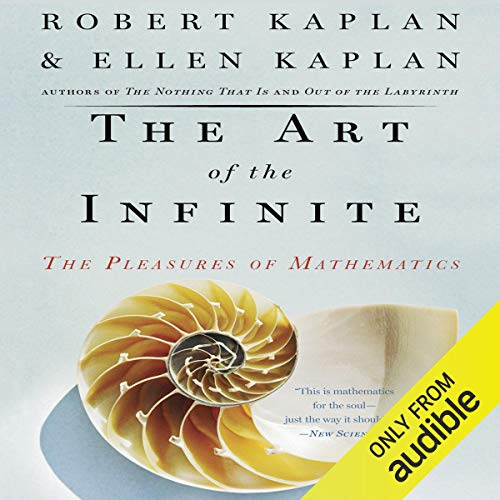 ROBERT KAPLAN
& ELLEN KAPLAN
AUTHORS OF THE NOTHING THAT IS AND OUT OF THE LABYRINTH
THE ART
of the
INFINITE
THE PLEASURES OF MATHEMATICS
"This is mathematics
for the soul—
just the way it should
—NEW
ONLY FROM
audible